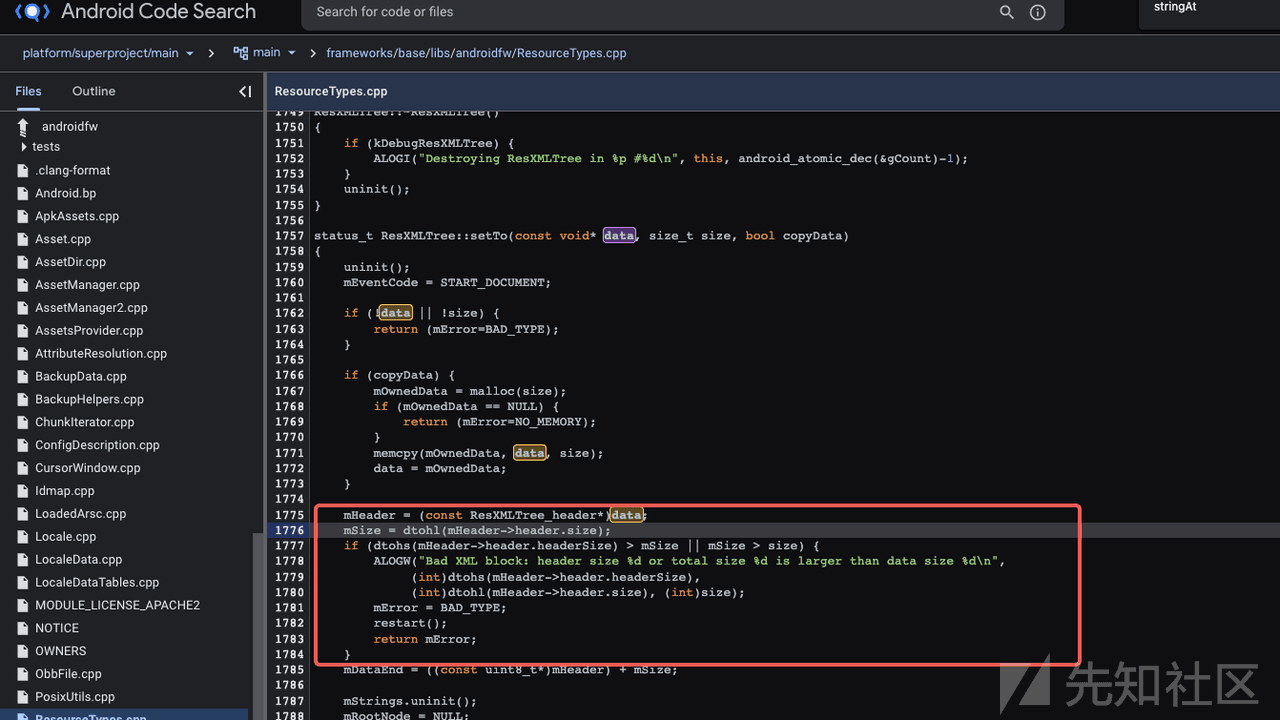 Android Code Search
Search for code or files
stringAt
platform/superproject/main
main
frameworks/base/libs/androidfw/ResourceTypes.cpp
Files
Outline
ResourceTypes.cpp
androidfw
tests
.clang-format
Android.bp
ApkAssets.cpp
Asset.cpp
AssetDir.cpp
AssetManager.cpp
AssetManager2.cpp
AssetsProvider.cpp
AttributeResolution.cpp
BackupData.cpp
BackupHelpers.cpp
ChunkIterator.cpp
ConfigDescription.cpp
CursorWindow.cpp
Idmap.cpp
LoadedArsc.cpp
Locale.cpp
LocaleData.cpp
LocaleDataTables.cpp
MODULE_LICENSE_APACHE2
NOTICE
OWNERS
ObbFile.cpp
PosixUtils.cpp
ResourceTypes.cpp
1749 ResXMLTree::~ResXMLTree()
1750 {
1751     if (kDebugResXMLTree) {
1752         ALOGI("Destroying ResXMLTree in %p #%d\n", this, android_atomic_dec(&gCount)-1);
1753     }
1754     uninit();
1755 }
1756
1757 status_t ResXMLTree::setTo(const void* data, size_t size, bool copyData)
1758 {
1759     uninit();
1760     mEventCode = START_DOCUMENT;
1761
1762     if (!data || !size) {
1763         return (mError=BAD_TYPE);
1764     }
1765
1766     if (copyData) {
1767         mOwnedData = malloc(size);
1768         if (mOwnedData == NULL) {
1769             return (mError=NO_MEMORY);
1770         }
1771         memcpy(mOwnedData, data, size);
1772         data = mOwnedData;
1773     }
1774
1775     mHeader = (const ResXMLTree_header*)data;
1776     mSize = dtohl(mHeader->header.size);
1777     if (dtohs(mHeader->header.headerSize) > mSize || mSize > size) {
1778         ALOGW("Bad XML block: header size %d or total size %d is larger than data size %d\n",
1779              (int)dtohs(mHeader->header.headerSize),
1780              (int)dtohl(mHeader->header.size), (int)size);
1781         mError = BAD_TYPE;
1782         restart();
1783         return mError;
1784     }
1785     mDataEnd = ((const uint8_t*)mHeader) + mSize;
1786
1787     mStrings.uninit();
1788     mRootNode = NULL;
先知社区